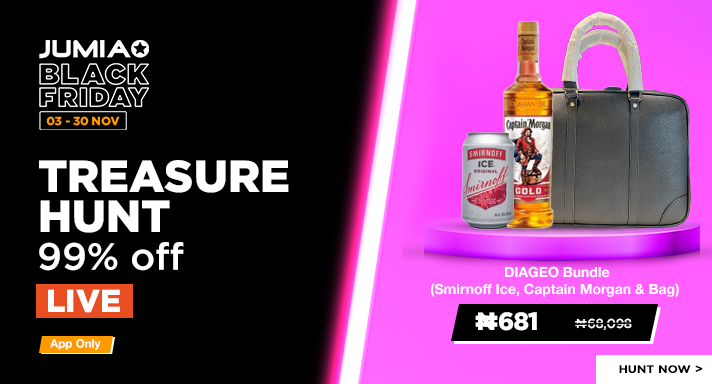 JUMIA
BLACK
FRIDAY
03 - 30 NOV
TREASURE
HUNT
99% off
LIVE
App Only
Captain Morgan
GOLD
SMIRNOFF
ICE
ORIGINAL
Smirnoff
DIAGEO Bundle
(Smirnoff Ice, Captain Morgan & Bag)
₦681 ₦68,098
HUNT NOW >